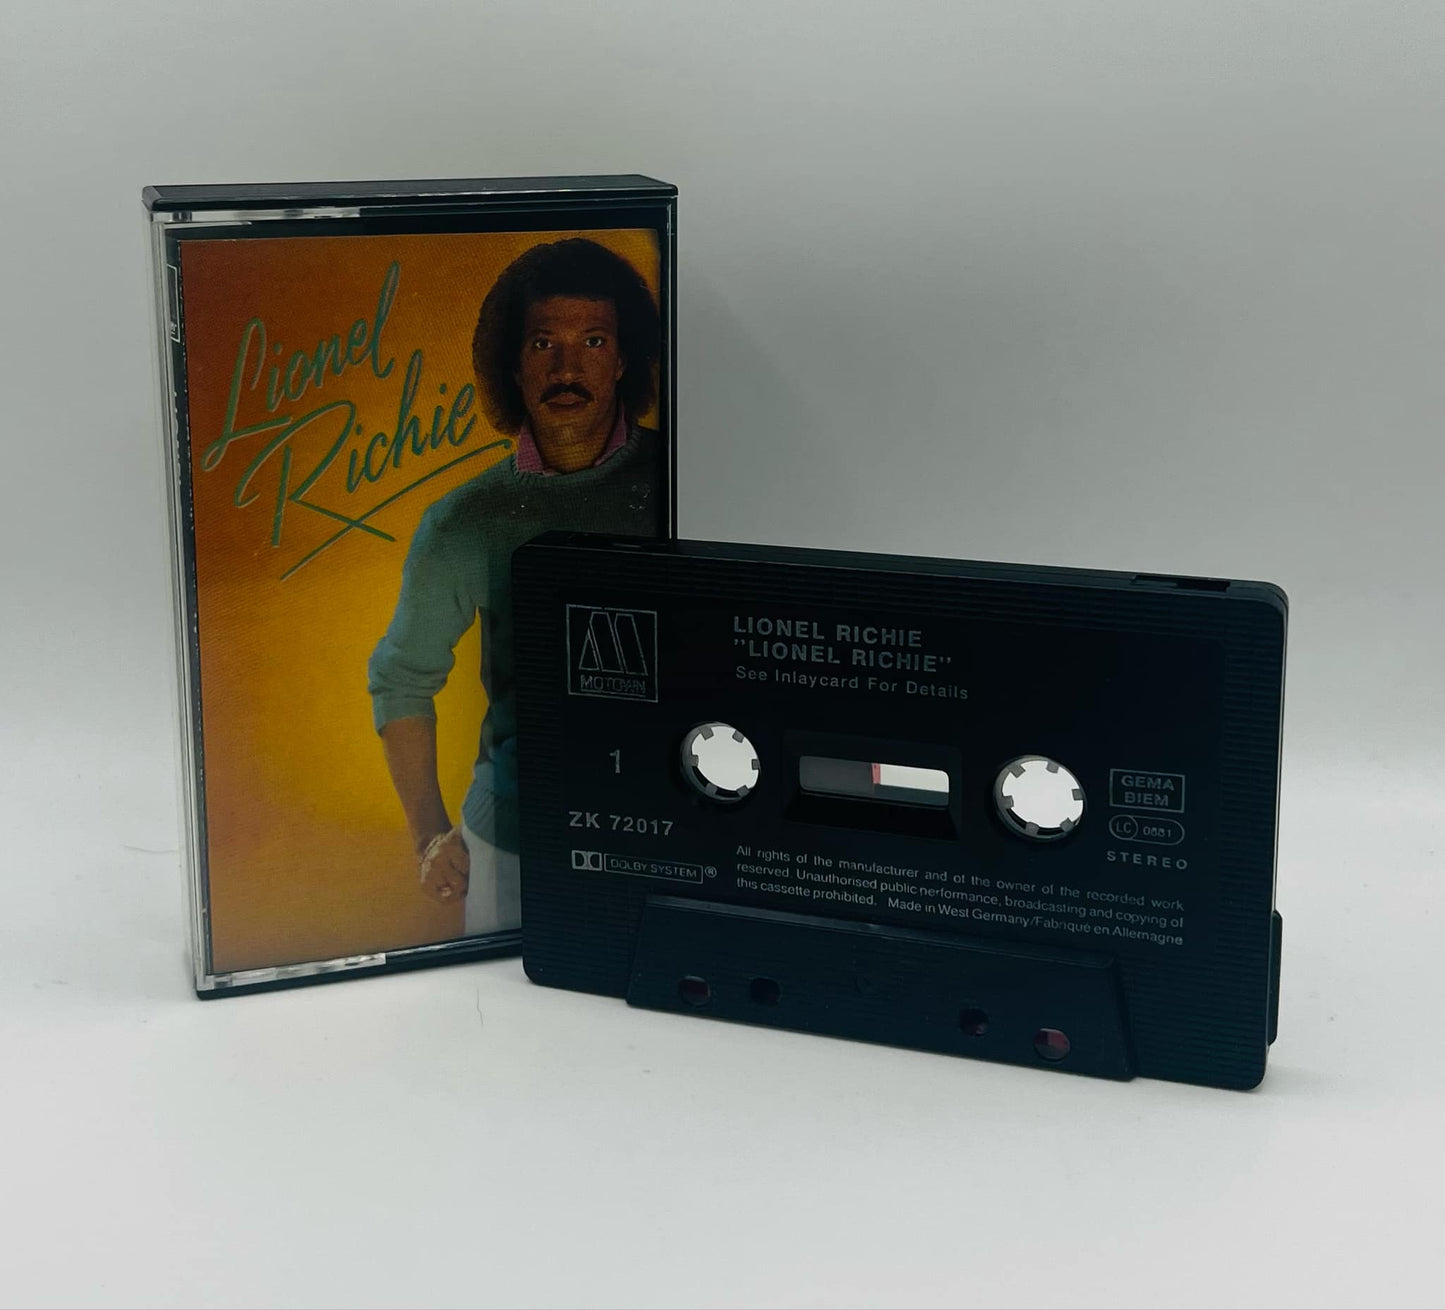 Lionel
Richie
MOTOWN
LIONEL RICHIE
"LIONEL RICHIE"
See Inlaycard For Details
1
ZK 72017
DOLBY SYSTEM ®
GEMA
BIEM
LC 0881
STEREO
All rights of the manufacturer and of the owner of the recorded work
reserved. Unauthorised public performance, broadcasting and copying of
this cassette prohibited. Made in West Germany/Fabriqué en Allemagne